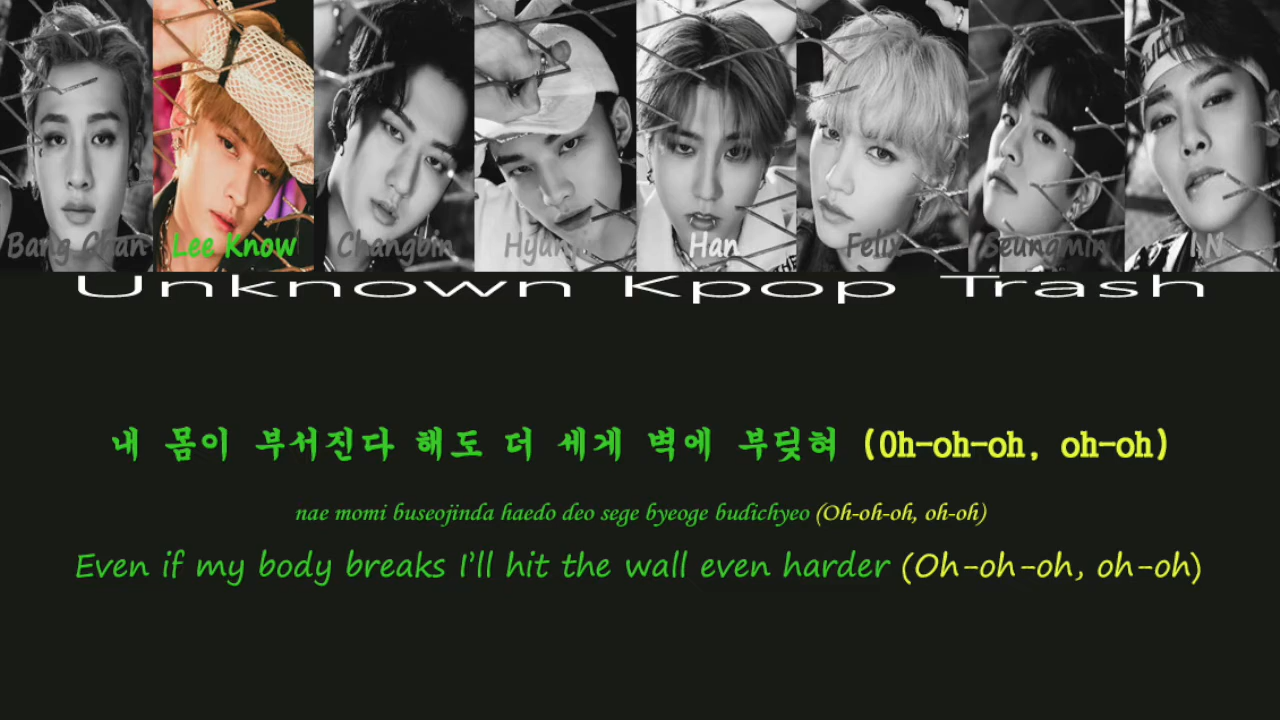 Bang Chan Lee Know Changbin Hyunjin Han Felix Seungmin I.N
Unknown Kpop Trash
내 몸이 부서진다 해도 더 세게 벽에 부딪혀 (Oh-oh-oh, oh-oh)
nae momi buseojinda haedo deo sege byeoge budichyeo (Oh-oh-oh, oh-oh)
Even if my body breaks I'll hit the wall even harder (Oh-oh-oh, oh-oh)